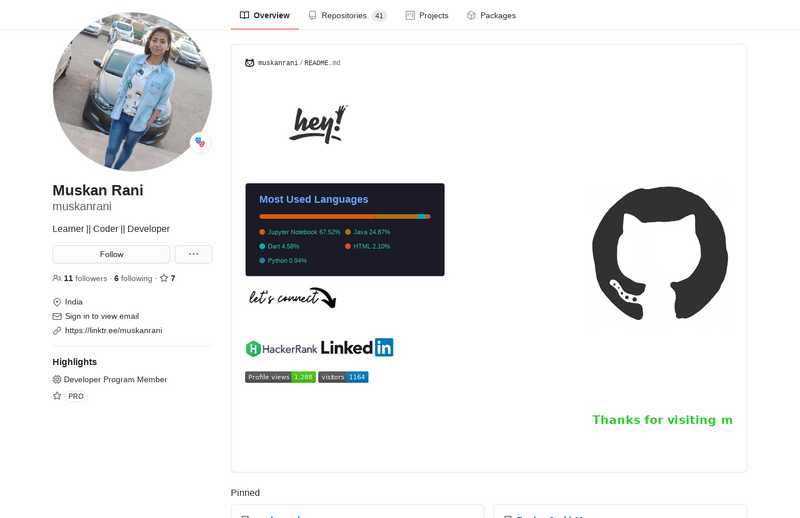 Overview
Repositories 41
Projects
Packages
muskanrani / README.md
hey!
Most Used Languages
Jupyter Notebook 67.52%
Java 24.87%
Dart 4.58%
HTML 2.10%
Python 0.94%
let's connect
HackerRank
Linked in
Profile views 1,288
visitors 1164
Thanks for visiting m
Pinned
Muskan Rani
muskanrani
Learner || Coder || Developer
Follow
11 followers · 6 following · 7
India
Sign in to view email
https://linktr.ee/muskanrani
Highlights
Developer Program Member
PRO